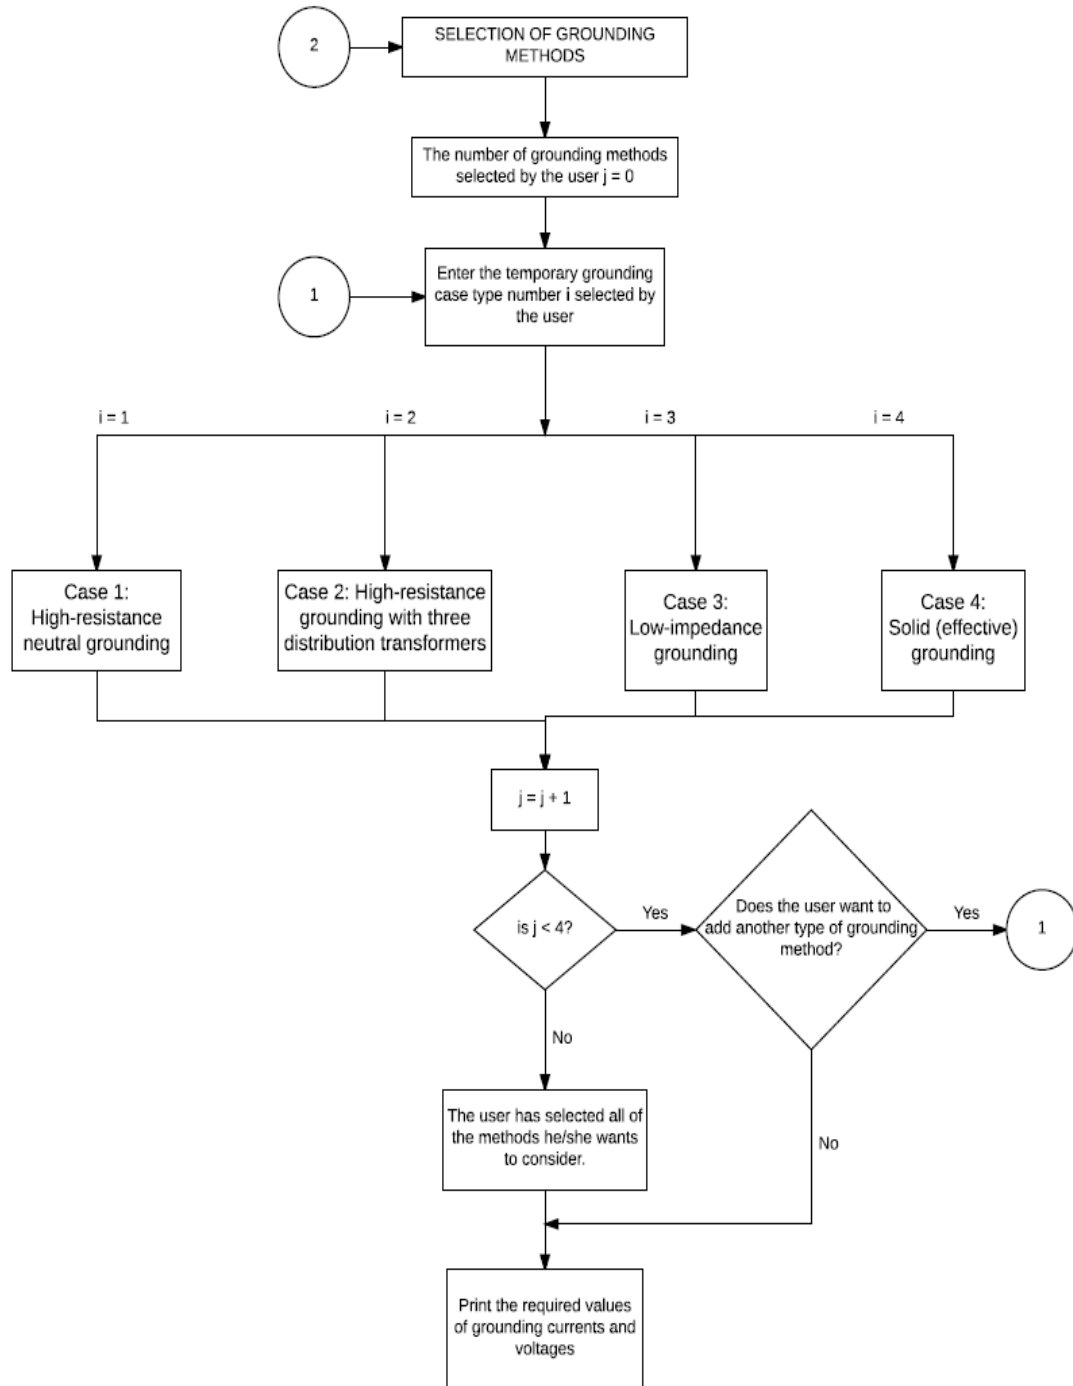 2
SELECTION OF GROUNDING
METHODS
The number of grounding methods
selected by the user j = 0
1
Enter the temporary grounding
case type number i selected by
the user
i = 1
i = 2
i = 3
i = 4
Case 1:
High-resistance
neutral grounding
Case 2: High-resistance
grounding with three
distribution transformers
Case 3:
Low-impedance
grounding
Case 4:
Solid (effective)
grounding
j = j + 1
is j < 4?
Yes
Does the user want to
add another type of grounding
method?
Yes
1
No
The user has selected all of
the methods he/she wants
to consider.
No
Print the required values
of grounding currents and
voltages